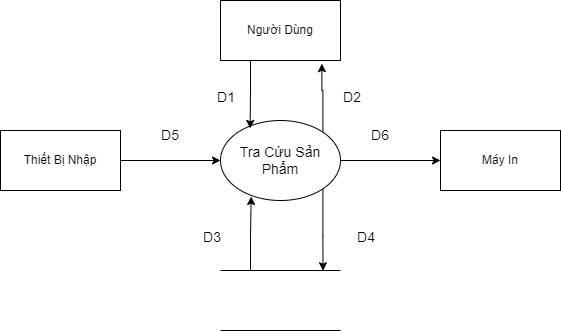 Người Dùng
D1
D2
Thiết Bị Nhập
D5
Tra Cứu Sản
Phẩm
D6
Máy In
D3
D4